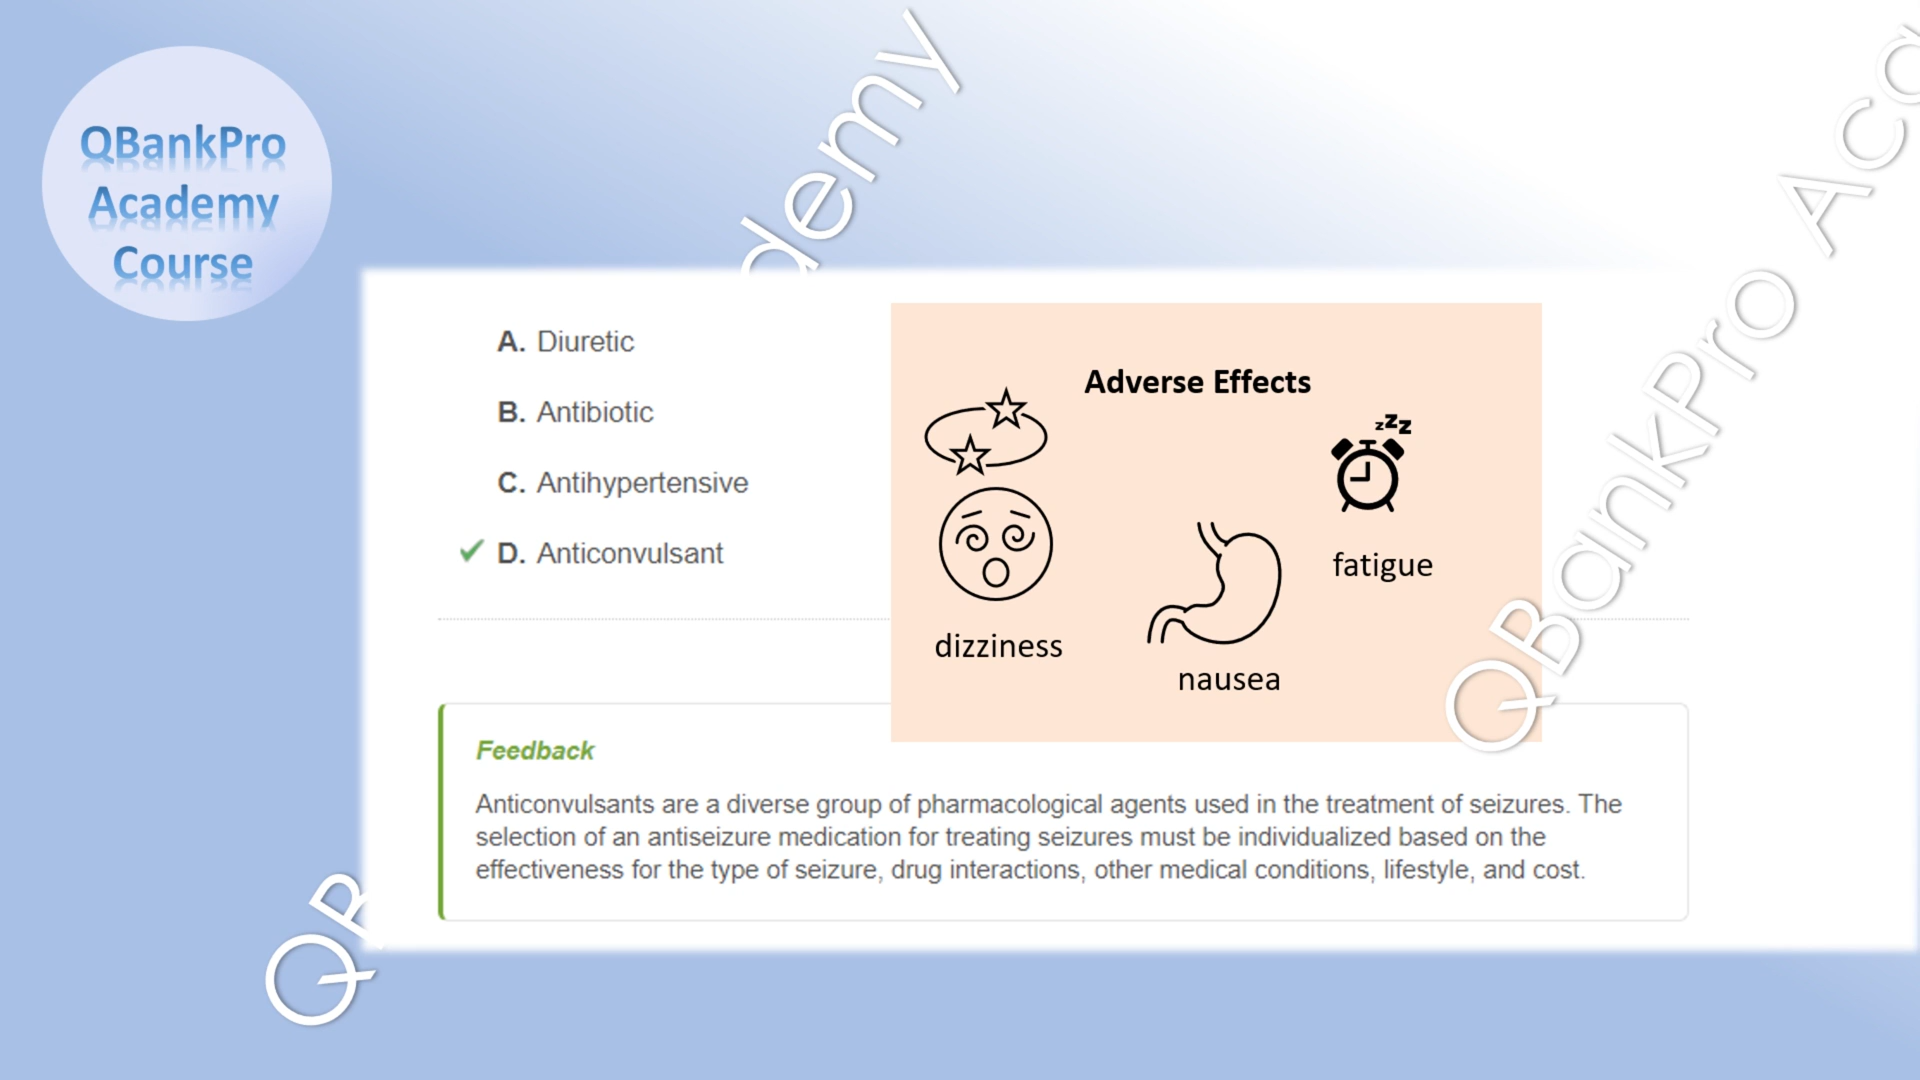 QBankPro
Academy
Course
demy
QBankPro Aca
QB
A. Diuretic
B. Antibiotic
C. Antihypertensive
D. Anticonvulsant
Adverse Effects
zzz
fatigue
dizziness
nausea
Feedback
Anticonvulsants are a diverse group of pharmacological agents used in the treatment of seizures. The
selection of an antiseizure medication for treating seizures must be individualized based on the
effectiveness for the type of seizure, drug interactions, other medical conditions, lifestyle, and cost.